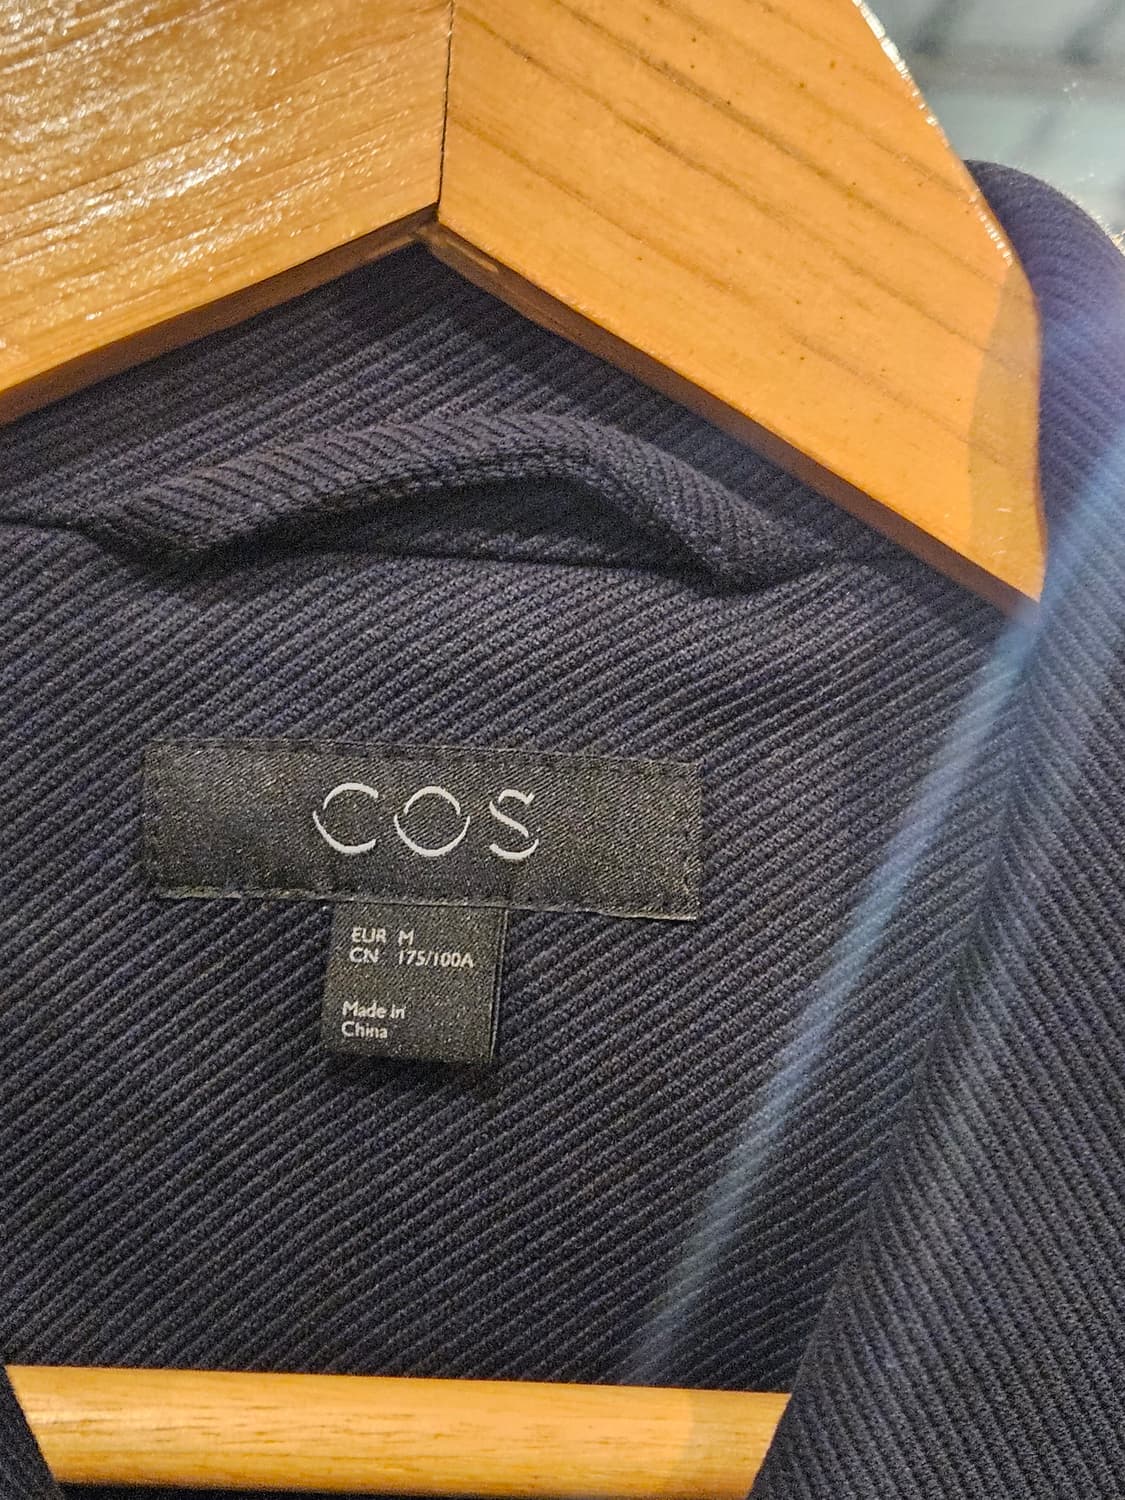 COS
EUR M
CN 175/100A
Made in
China